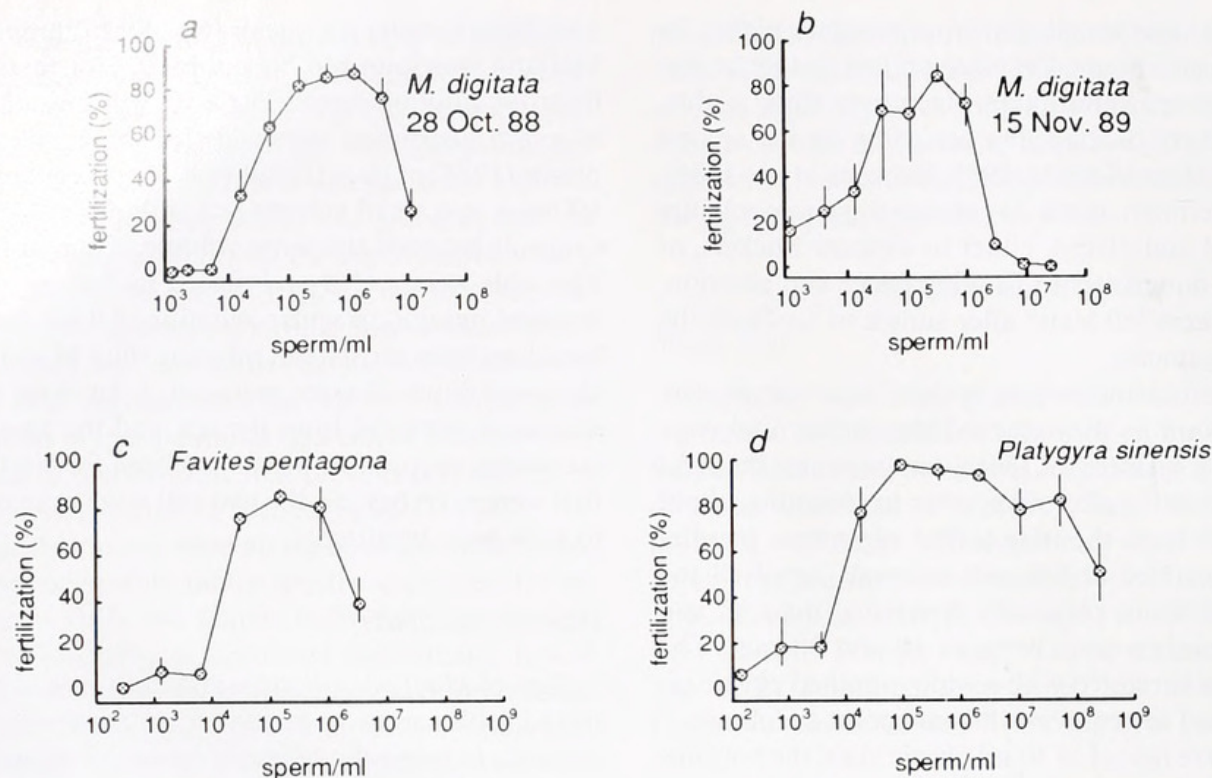 a
M. digitata
28 Oct. 88
fertilization (%)
100
80
60
40
20
0
10³ 10⁴ 10⁵ 10⁶ 10⁷ 10⁸
sperm/ml
b
M. digitata
15 Nov. 89
fertilization (%)
100
80
60
40
20
0
10³ 10⁴ 10⁵ 10⁶ 10⁷ 10⁸
sperm/ml
c
Favites pentagona
fertilization (%)
100
80
60
40
20
0
10² 10³ 10⁴ 10⁵ 10⁶ 10⁷ 10⁸ 10⁹
sperm/ml
d
Platygyra sinensis
fertilization (%)
100
80
60
40
20
0
10² 10³ 10⁴ 10⁵ 10⁶ 10⁷ 10⁸ 10⁹
sperm/ml